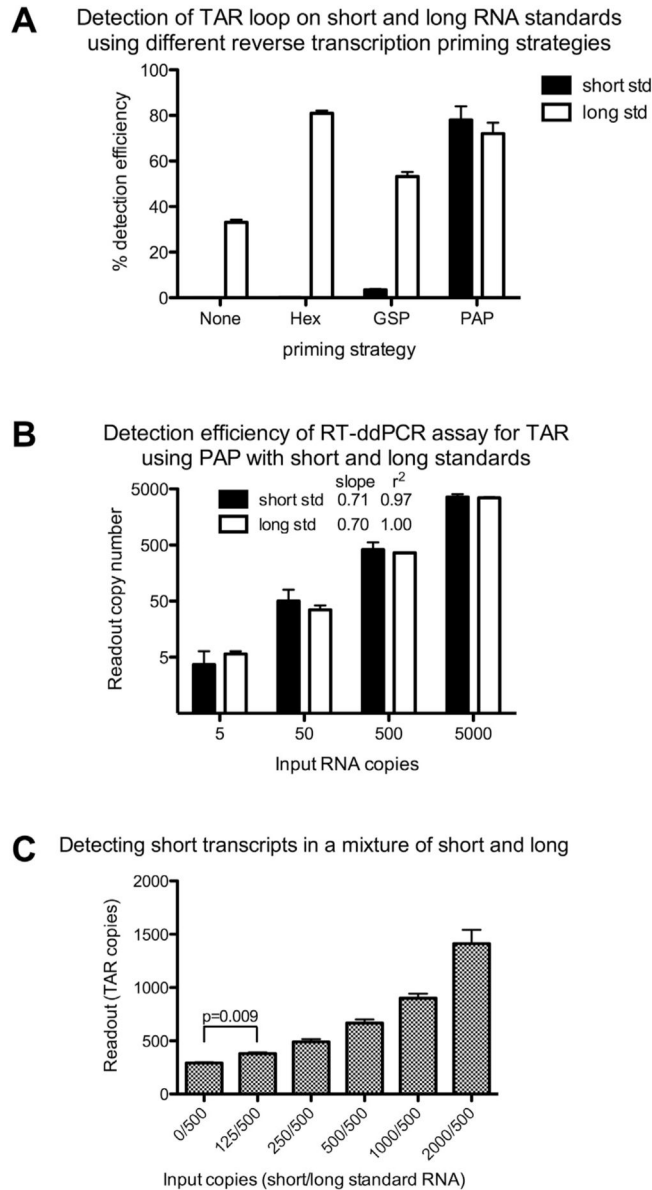 A
Detection of TAR loop on short and long RNA standards
using different reverse transcription priming strategies
short std
long std
% detection efficiency
100
80
60
40
20
0
None Hex GSP PAP
priming strategy
B
Detection efficiency of RT-ddPCR assay for TAR
using PAP with short and long standards
slope r²
short std 0.71 0.97
long std 0.70 1.00
Readout copy number
5000
500
50
5
5 50 500 5000
Input RNA copies
C
Detecting short transcripts in a mixture of short and long
Readout (TAR copies)
2000
1500
1000
500
0
p=0.009
0/500 125/500 250/500 500/500 1000/500 2000/500
Input copies (short/long standard RNA)